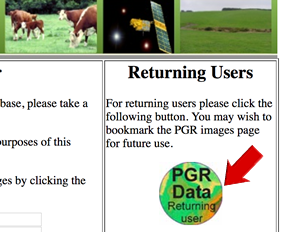 Returning Users
base, please take a
For returning users please click the
following button. You may wish to
bookmark the PGR images page
for future use.
urposes of this
ges by clicking the
PGR
Data
Returning
user